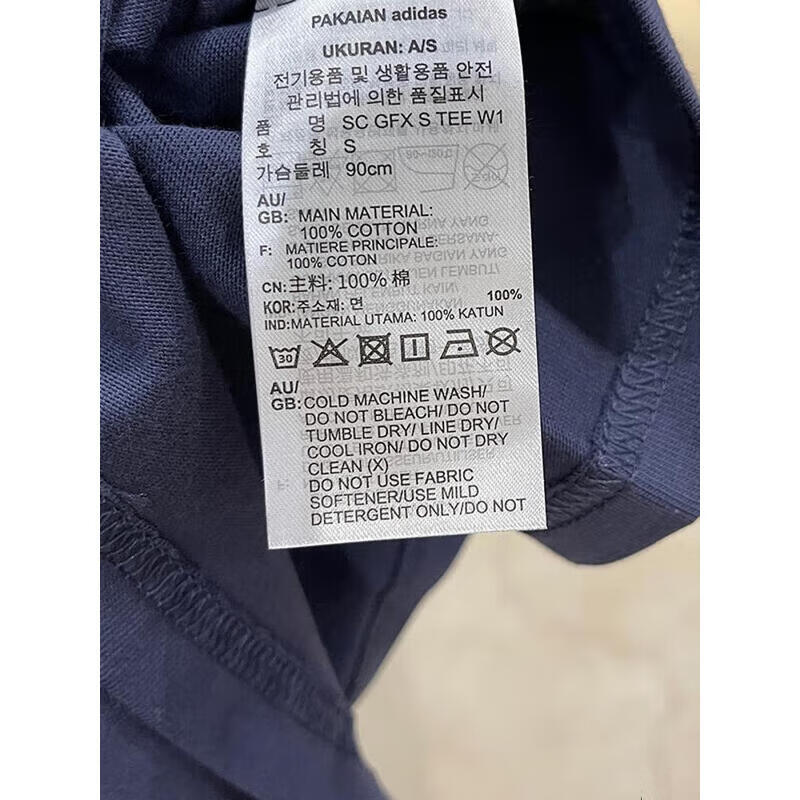 PAKAIAN adidas
UKURAN: A/S
전기용품 및 생활용품 안전
관리법에 의한 품질표시
품 명 SC GFX S TEE W1
호 칭 S
가슴둘레 90cm
AU/
GB: MAIN MATERIAL:
100% COTTON
F: MATIERE PRINCIPALE:
100% COTON
CN:主料: 100% 棉
KOR:주소재: 면 100%
IND:MATERIAL UTAMA: 100% KATUN
30
AU/
GB:COLD MACHINE WASH/
DO NOT BLEACH/ DO NOT
TUMBLE DRY/ LINE DRY/
COOL IRON/ DO NOT DRY
CLEAN (X)
DO NOT USE FABRIC
SOFTENER/USE MILD
DETERGENT ONLY/DO NOT